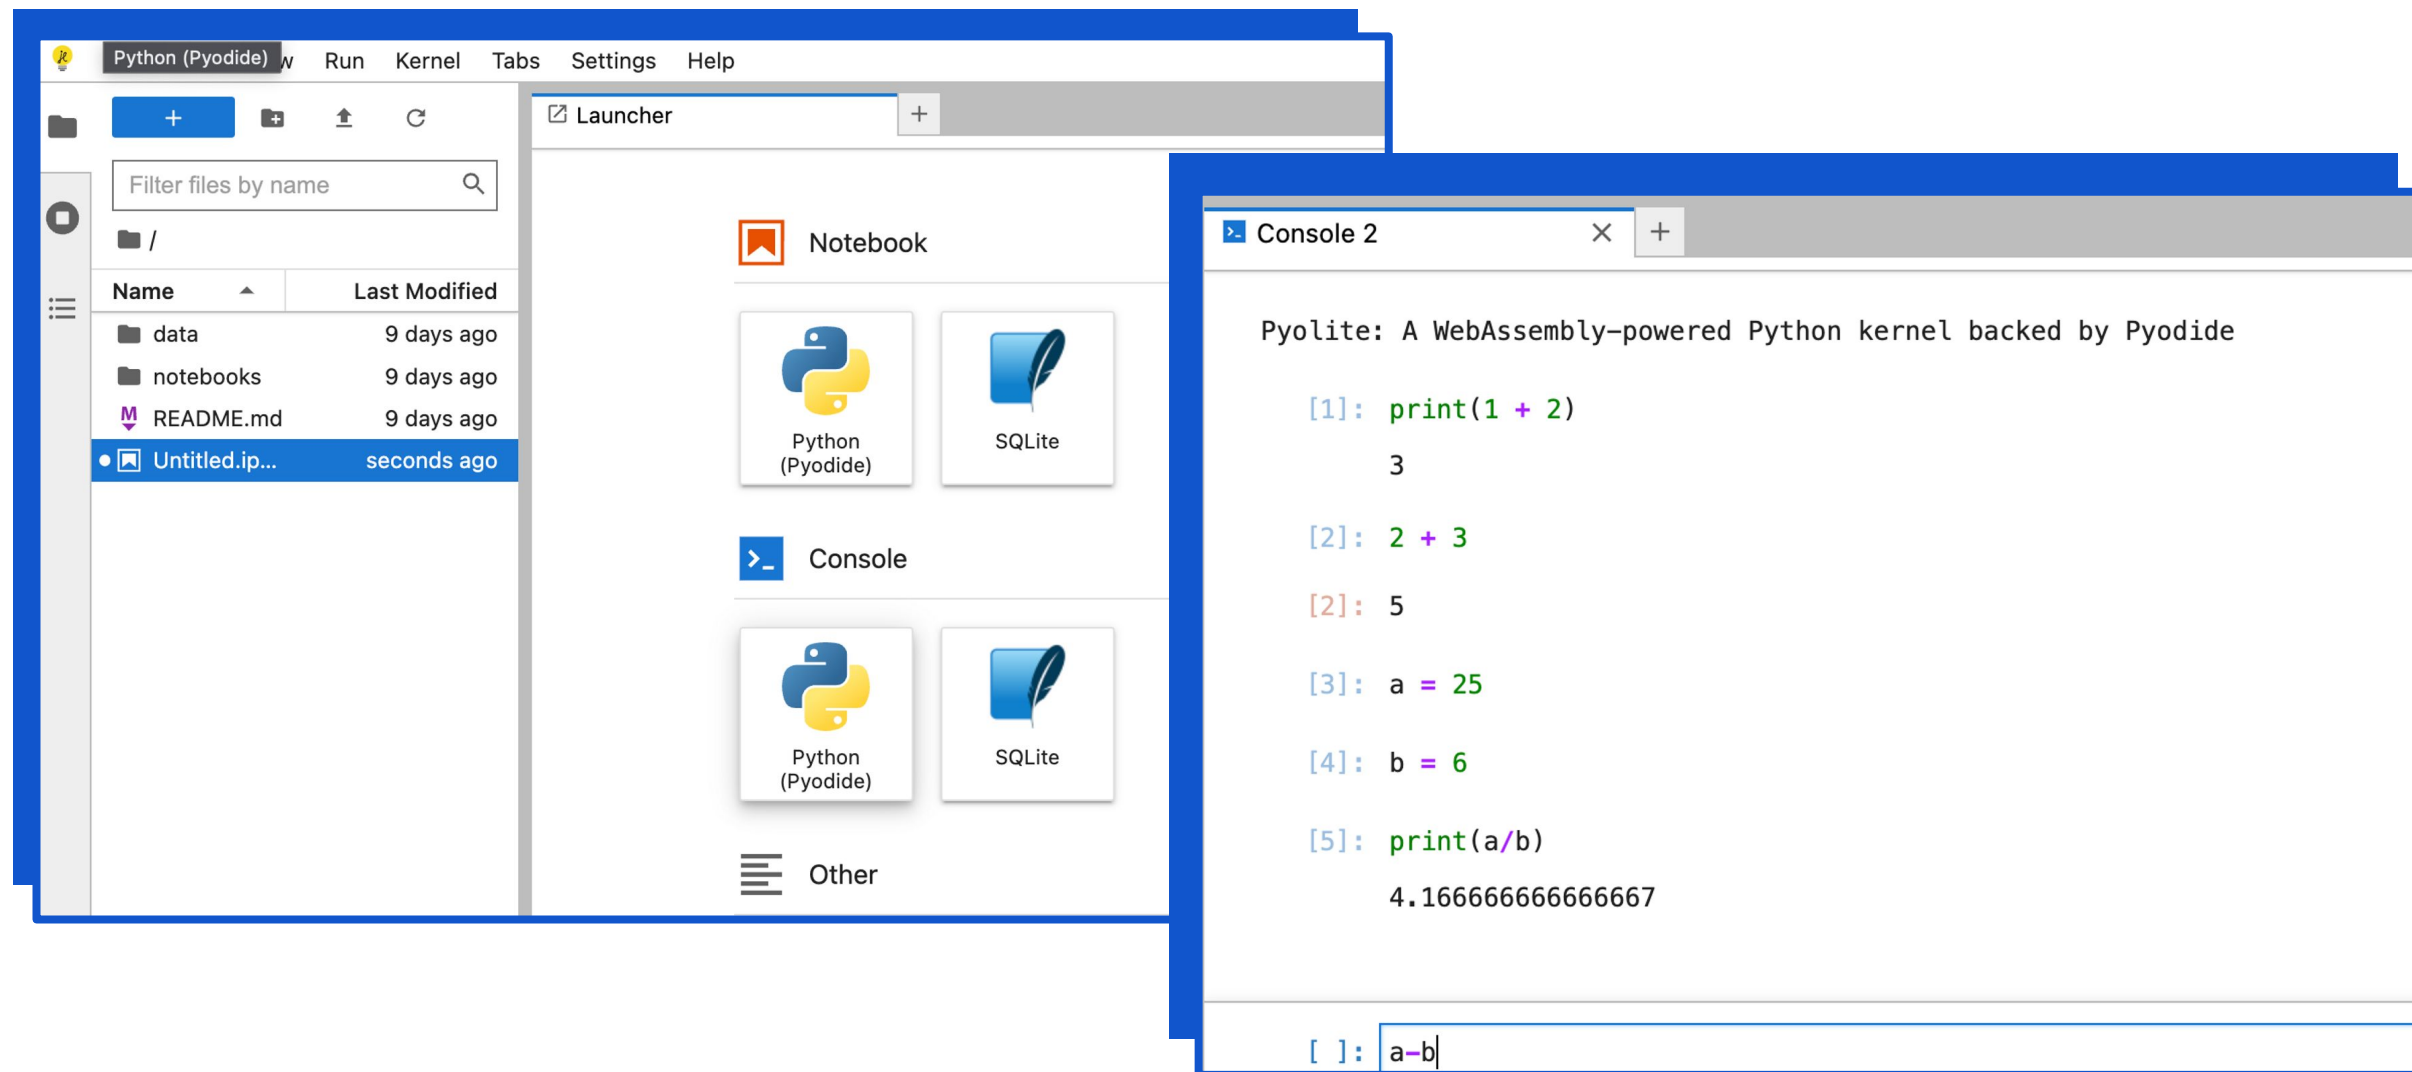 Python (Pyodide) w Run Kernel Tabs Settings Help
+
Launcher +
Filter files by name
/
Name Last Modified
data 9 days ago
notebooks 9 days ago
M README.md 9 days ago
Untitled.ip... seconds ago
Notebook
Python
(Pyodide)
SQLite
>_ Console
Python
(Pyodide)
SQLite
Other
>_ Console 2 × +
Pyolite: A WebAssembly-powered Python kernel backed by Pyodide
[1]: print(1 + 2)
3
[2]: 2 + 3
[2]: 5
[3]: a = 25
[4]: b = 6
[5]: print(a/b)
4.166666666666667
[ ]: a-b